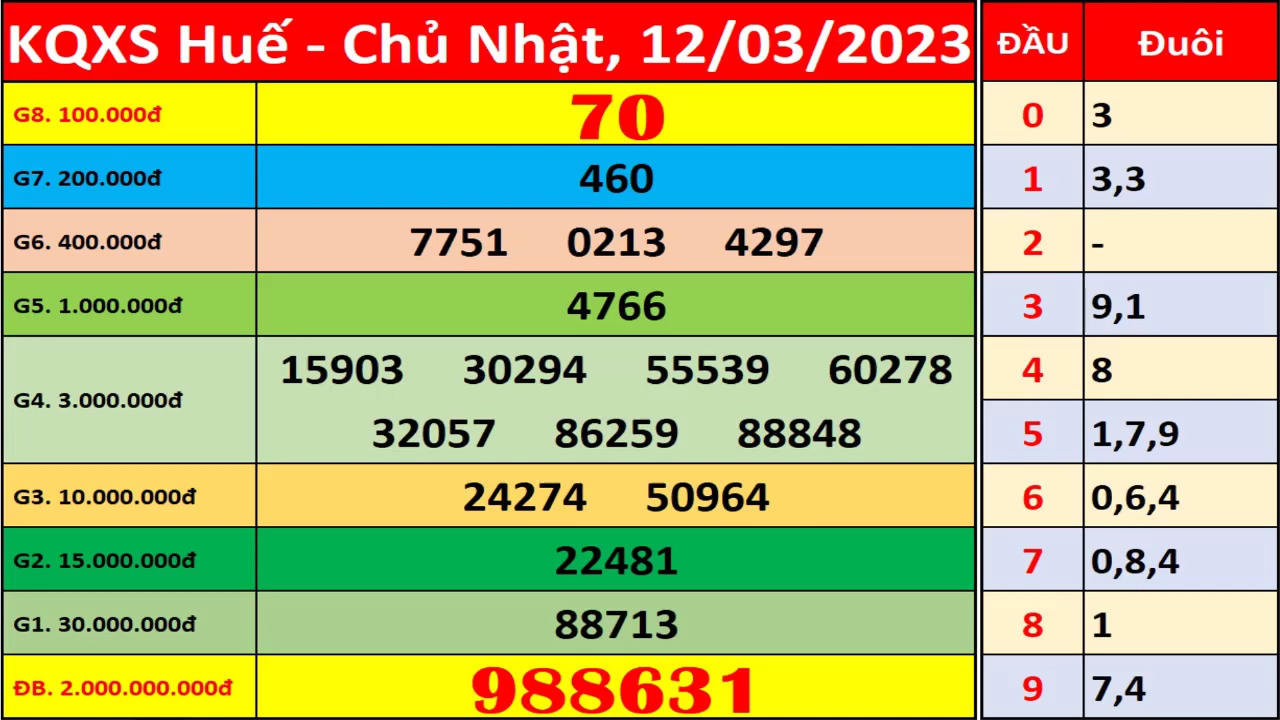 KQXS Huế - Chủ Nhật, 12/03/2023 ĐẦU Đuôi
G8. 100.000đ 70 0 3
G7. 200.000đ 460 1 3,3
G6. 400.000đ 7751 0213 4297 2 -
G5. 1.000.000đ 4766 3 9,1
15903 30294 55539 60278 4 8
G4. 3.000.000đ
32057 86259 88848 5 1,7,9
G3. 10.000.000đ 24274 50964 6 0,6,4
G2. 15.000.000đ 22481 7 0,8,4
G1. 30.000.000đ 88713 8 1
ĐB. 2.000.000.000đ 988631 9 7,4